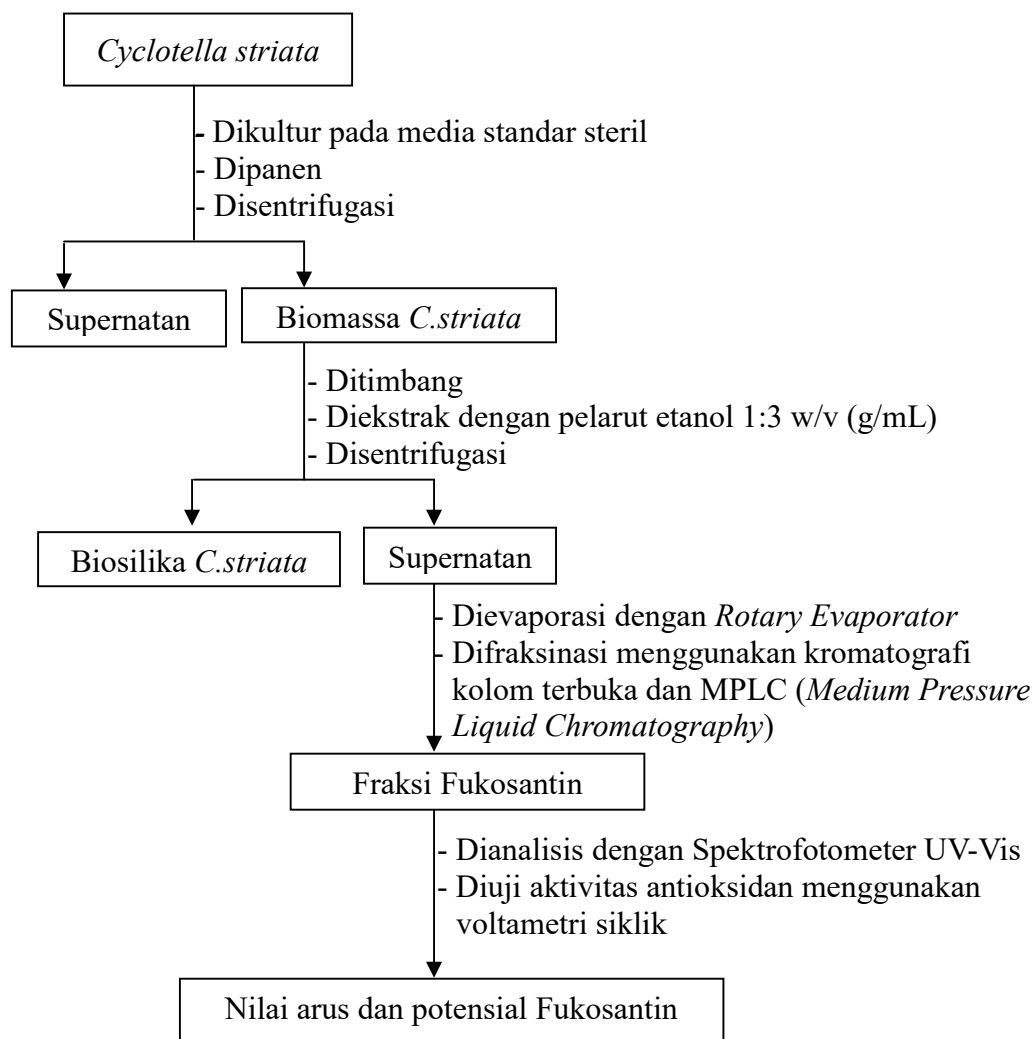 Cyclotella striata
- Dikultur pada media standar steril
- Dipanen
- Disentrifugasi
Supernatan
Biomassa C.striata
- Ditimbang
- Diekstrak dengan pelarut etanol 1:3 w/v (g/mL)
- Disentrifugasi
Biosilika C.striata
Supernatan
- Dievaporasi dengan Rotary Evaporator
- Difraksinasi menggunakan kromatografi
kolom terbuka dan MPLC (Medium Pressure
Liquid Chromatography)
Fraksi Fukosantin
- Dianalisis dengan Spektrofotometer UV-Vis
- Diuji aktivitas antioksidan menggunakan
voltametri siklik
Nilai arus dan potensial Fukosantin